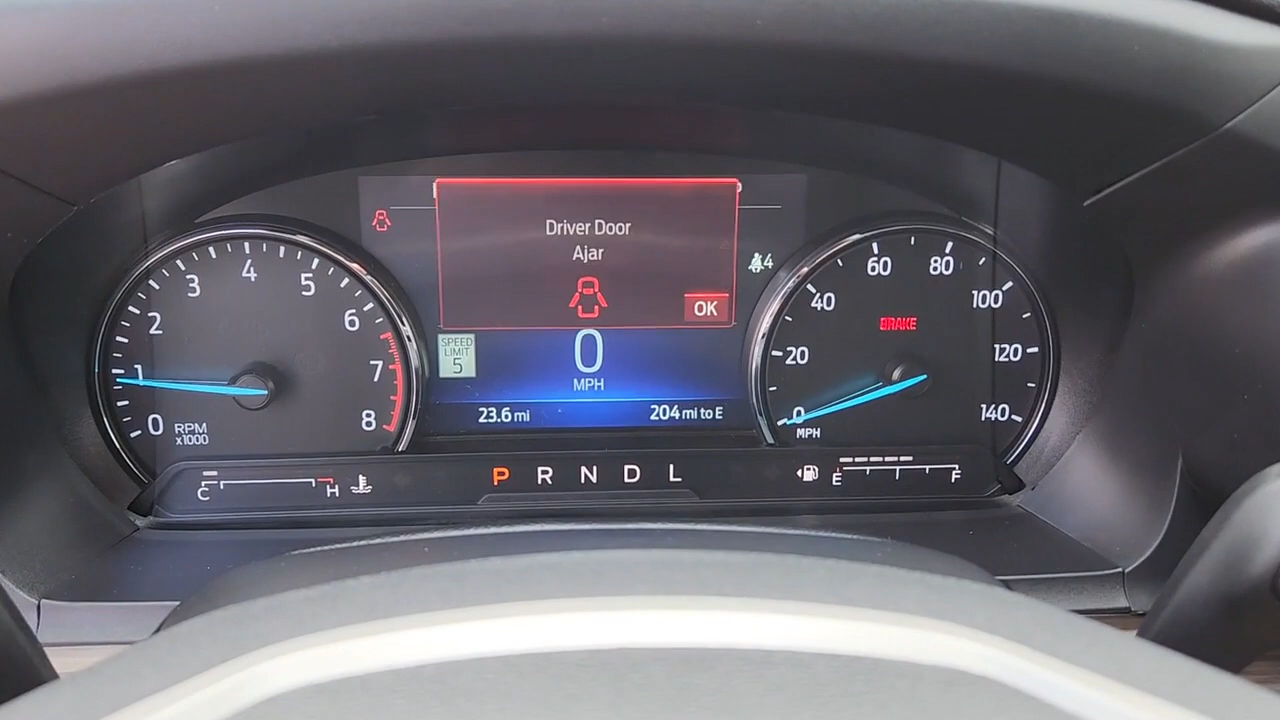 Driver Door
Ajar
OK
4
SPEED
LIMIT
5
0
MPH
23.6 mi
204 mi to E
0
1
2
3
4
5
6
7
8
RPM
x1000
0
20
40
60
80
100
120
140
BRAKE
MPH
C
H
P R N D L
E
F